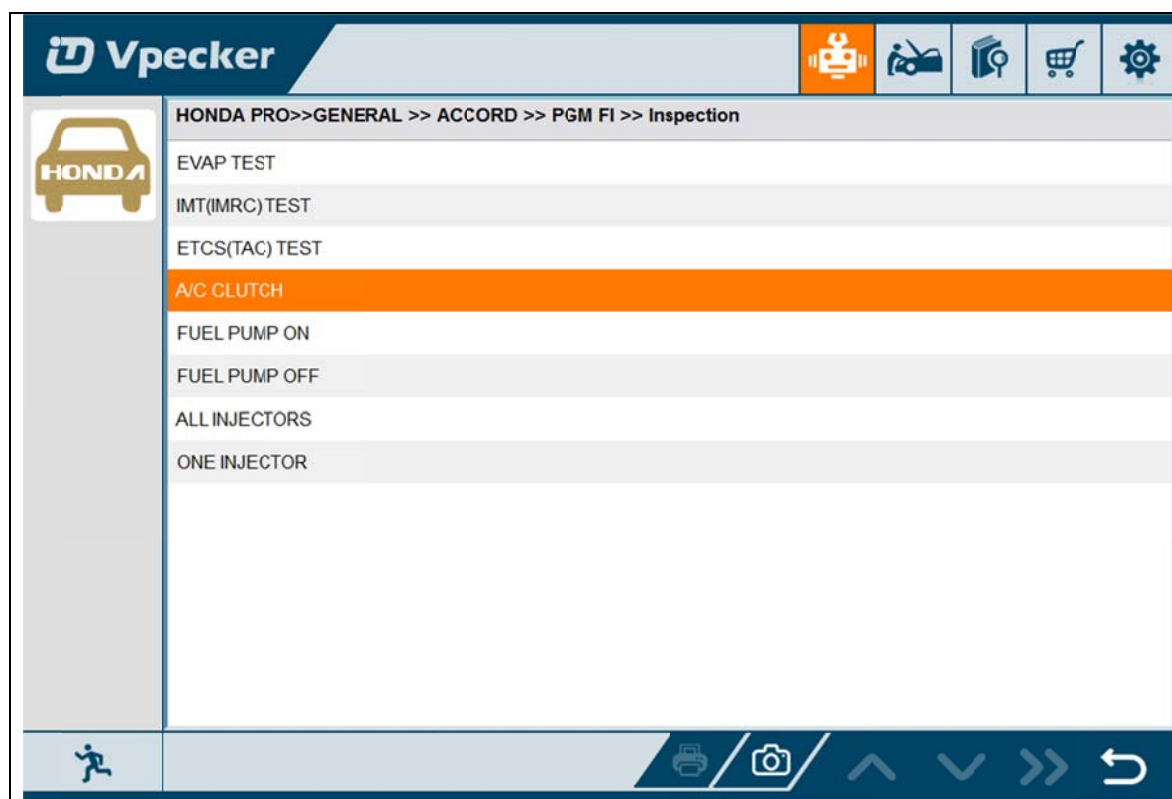 Vpecker
HONDA PRO>>GENERAL >> ACCORD >> PGM FI >> Inspection
HONDA
EVAP TEST
IMT(IMRC) TEST
ETCS(TAC) TEST
A/C CLUTCH
FUEL PUMP ON
FUEL PUMP OFF
ALL INJECTORS
ONE INJECTOR